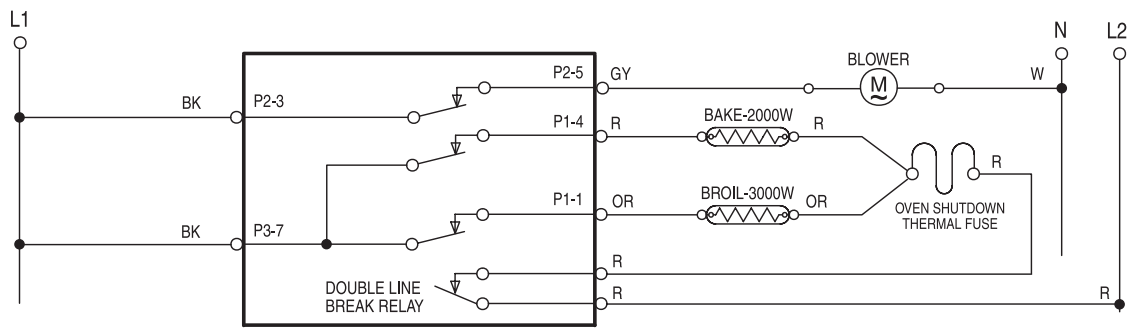 L1
N
L2
BLOWER
P2-5
GY
M
W
BK
P2-3
BAKE-2000W
P1-4
R
R
R
BROIL-3000W
P1-1
OR
OR
OVEN SHUTDOWN
THERMAL FUSE
BK
P3-7
R
DOUBLE LINE
BREAK RELAY
R
R